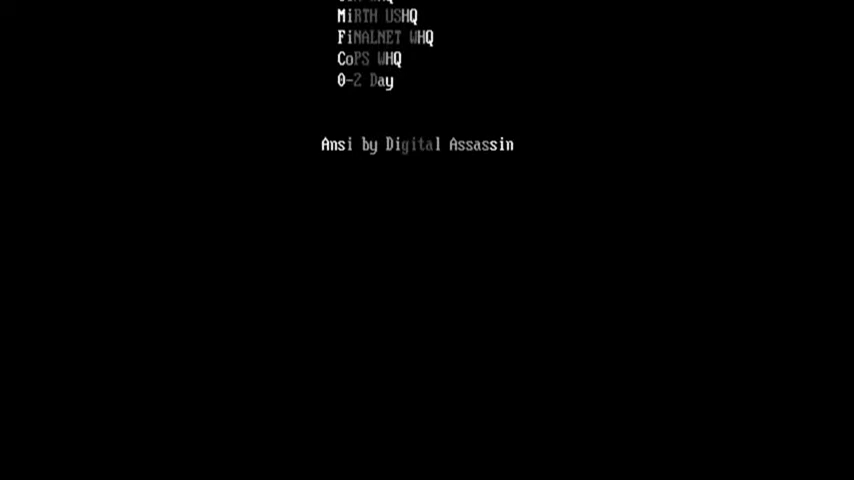 MiRTH USHQ
FiNALNET WHQ
CoPS WHQ
0-2 Day
Ansi by Digital Assassin